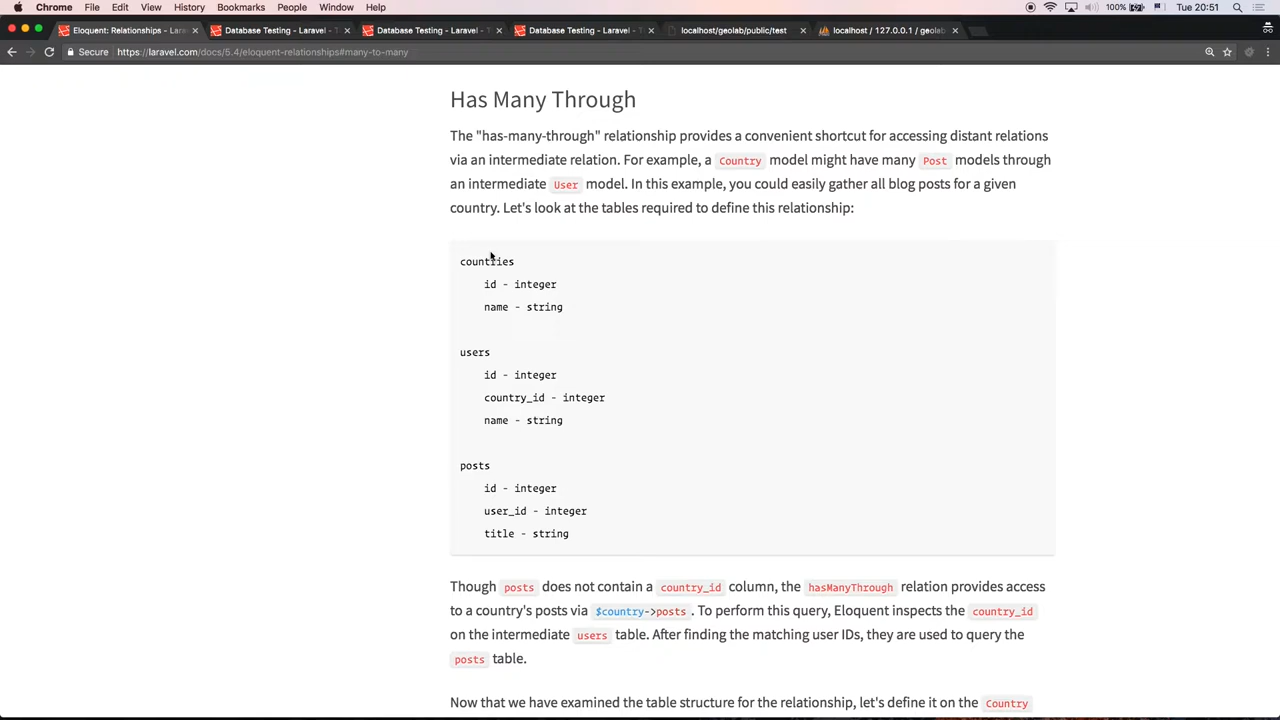 Chrome File Edit View History Bookmarks People Window Help 100% Tue 20:51
Eloquent: Relationships - Lara Database Testing - Laravel - T Database Testing - Laravel - T Database Testing - Laravel - T localhost/geolab/public/test localhost / 127.0.0.1 / geolab
Secure https://laravel.com/docs/5.4/eloquent-relationships#many-to-many
Has Many Through
The "has-many-through" relationship provides a convenient shortcut for accessing distant relations
via an intermediate relation. For example, a Country model might have many Post models through
an intermediate User model. In this example, you could easily gather all blog posts for a given
country. Let's look at the tables required to define this relationship:
countries
id - integer
name - string
users
id - integer
country_id - integer
name - string
posts
id - integer
user_id - integer
title - string
Though posts does not contain a country_id column, the hasManyThrough relation provides access
to a country's posts via $country->posts. To perform this query, Eloquent inspects the country_id
on the intermediate users table. After finding the matching user IDs, they are used to query the
posts table.
Now that we have examined the table structure for the relationship, let's define it on the Country